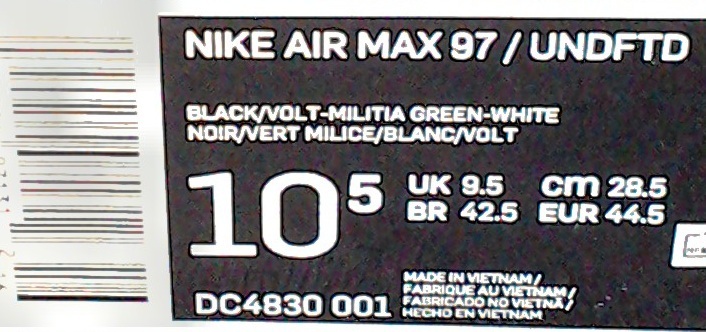 NIKE AIR MAX 97 / UNDFTD
BLACK/VOLT-MILITIA GREEN-WHITE
NOIR/VERT MILICE/BLANC/VOLT
10 5
UK 9.5 cm 28.5
BR 42.5 EUR 44.5
DC4830 001
MADE IN VIETNAM/
FABRIQUE AU VIETNAM/
FABRICADO NO VIETNÃ/
HECHO EN VIETNAM